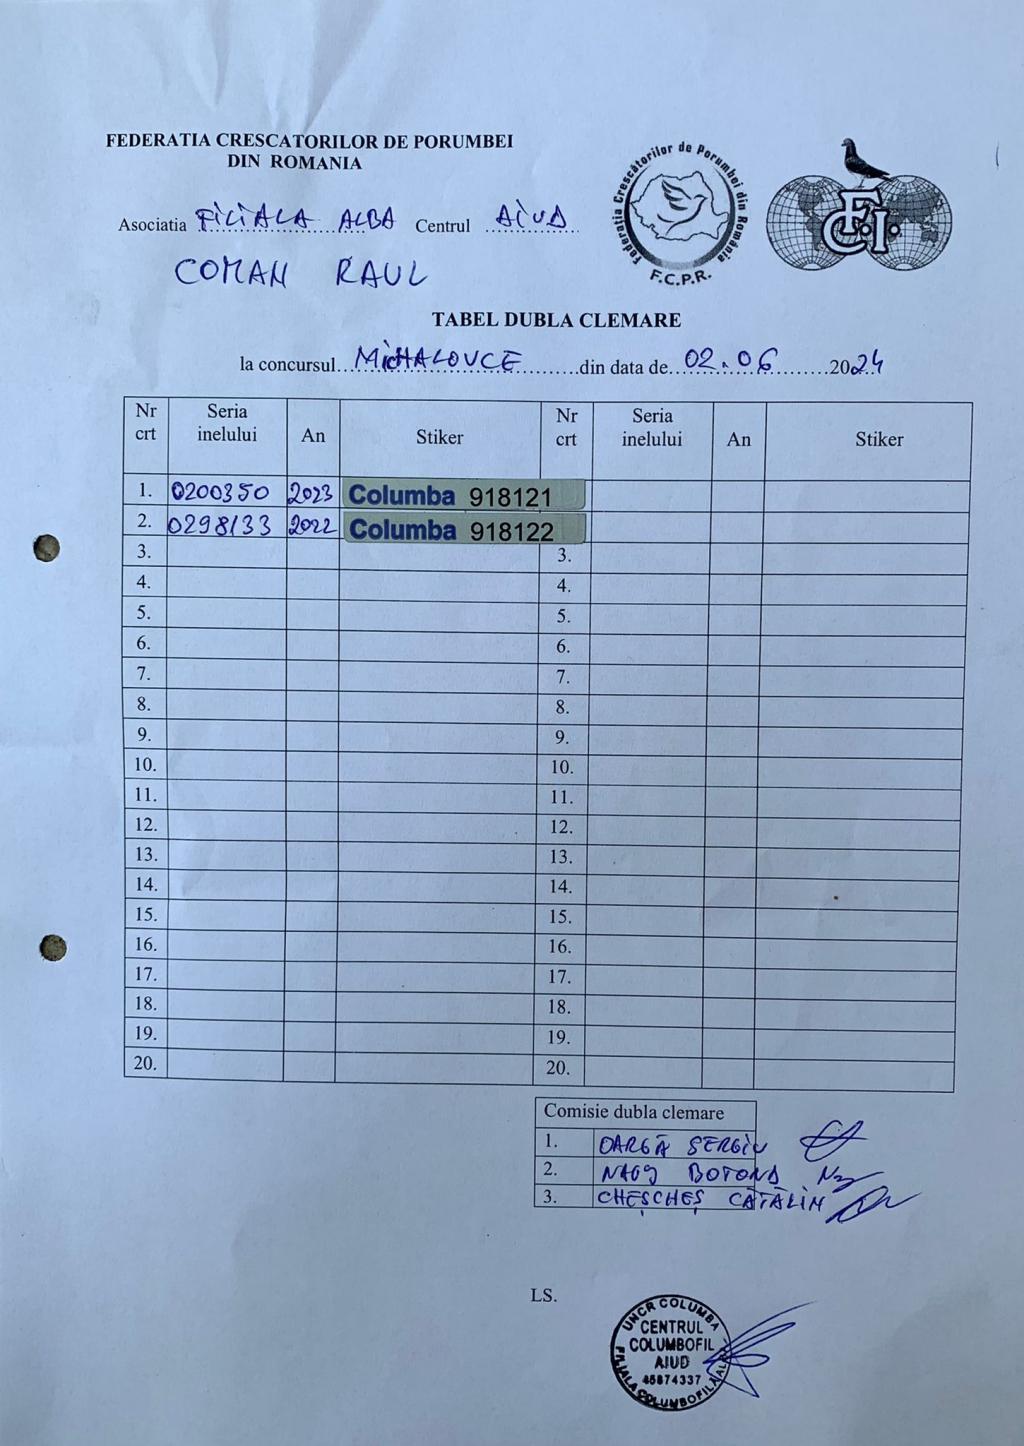 FEDERATIA CRESCATORILOR DE PORUMBEI
DIN ROMANIA
Federatia Crescătorilor de Porumbei din România
F.C.P.R.
F.C.I.
Asociatia FILIALA ALBA Centrul AIUD
COMAN RAUL
TABEL DUBLA CLEMARE
la concursul MICHALOVCE din data de 02.06 2024
Nr crt Seria inelului An Stiker Nr crt Seria inelului An Stiker
1. 0200350 2023 Columba 918121
2. 0298133 2022 Columba 918122
3. 3.
4. 4.
5. 5.
6. 6.
7. 7.
8. 8.
9. 9.
10. 10.
11. 11.
12. 12.
13. 13.
14. 14.
15. 15.
16. 16.
17. 17.
18. 18.
19. 19.
20. 20.
Comisie dubla clemare
1. DARGĂ SERGIU
2. NAGY BOTOND
3. CHEȘCHEȘ CĂTĂLIN
LS.
UNCR COLUMBA
CENTRUL
COLUMBOFIL
AIUD
45874337
FILIALA COLUMBOFILA ALBA